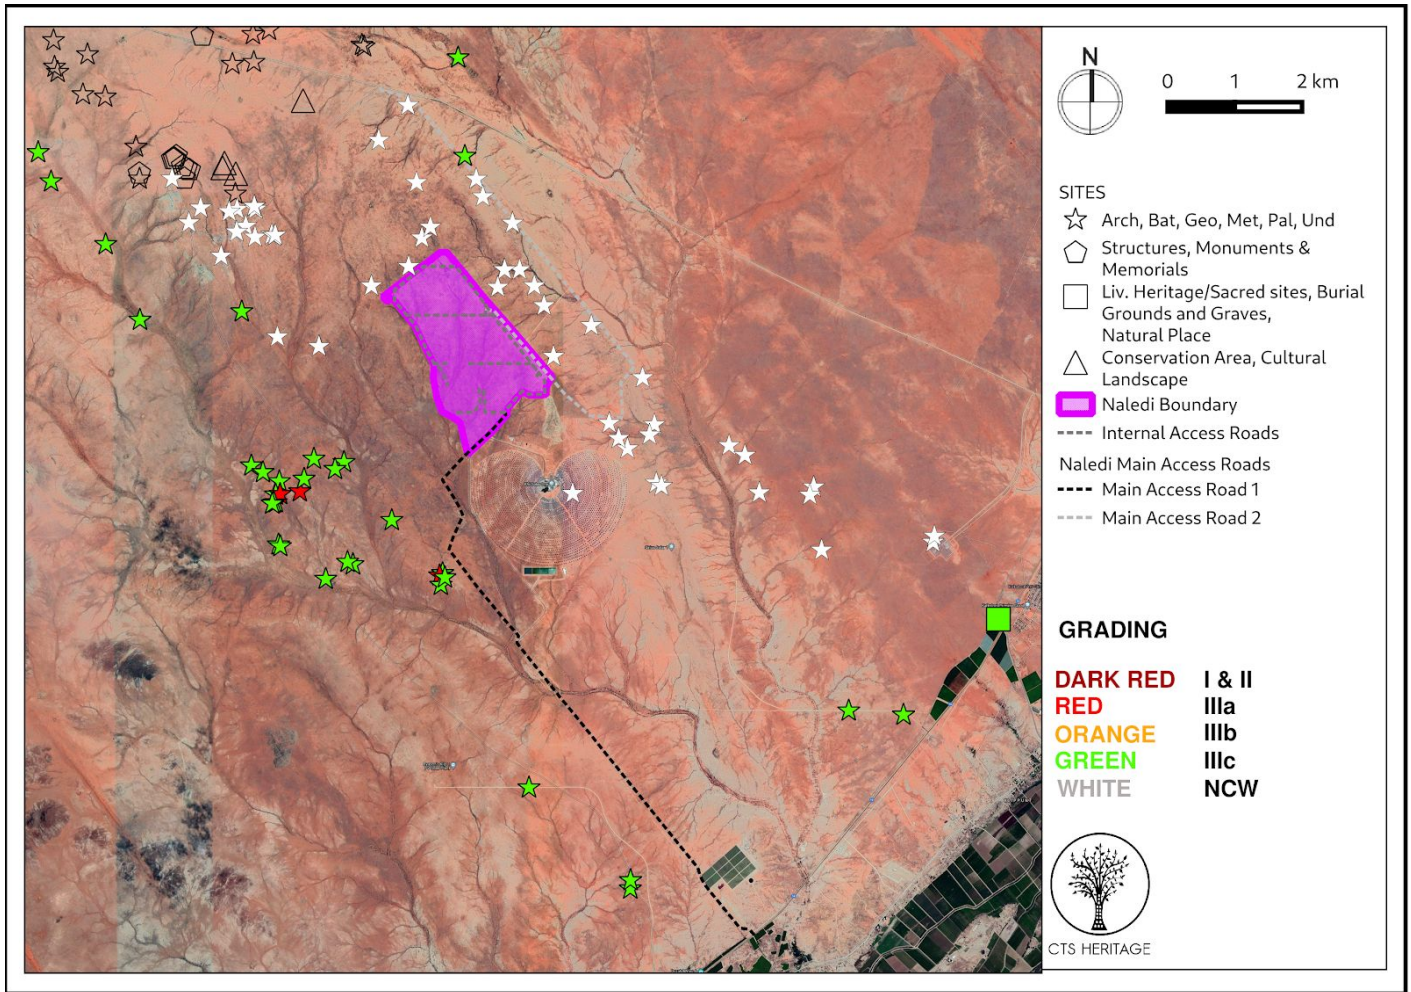 N
0 1 2 km
SITES
Arch, Bat, Geo, Met, Pal, Und
Structures, Monuments &
Memorials
Liv. Heritage/Sacred sites, Burial
Grounds and Graves,
Natural Place
Conservation Area, Cultural
Landscape
Naledi Boundary
Internal Access Roads
Naledi Main Access Roads
Main Access Road 1
Main Access Road 2
GRADING
DARK RED I & II
RED IIIa
ORANGE IIIb
GREEN IIIc
WHITE NCW
CTS HERITAGE